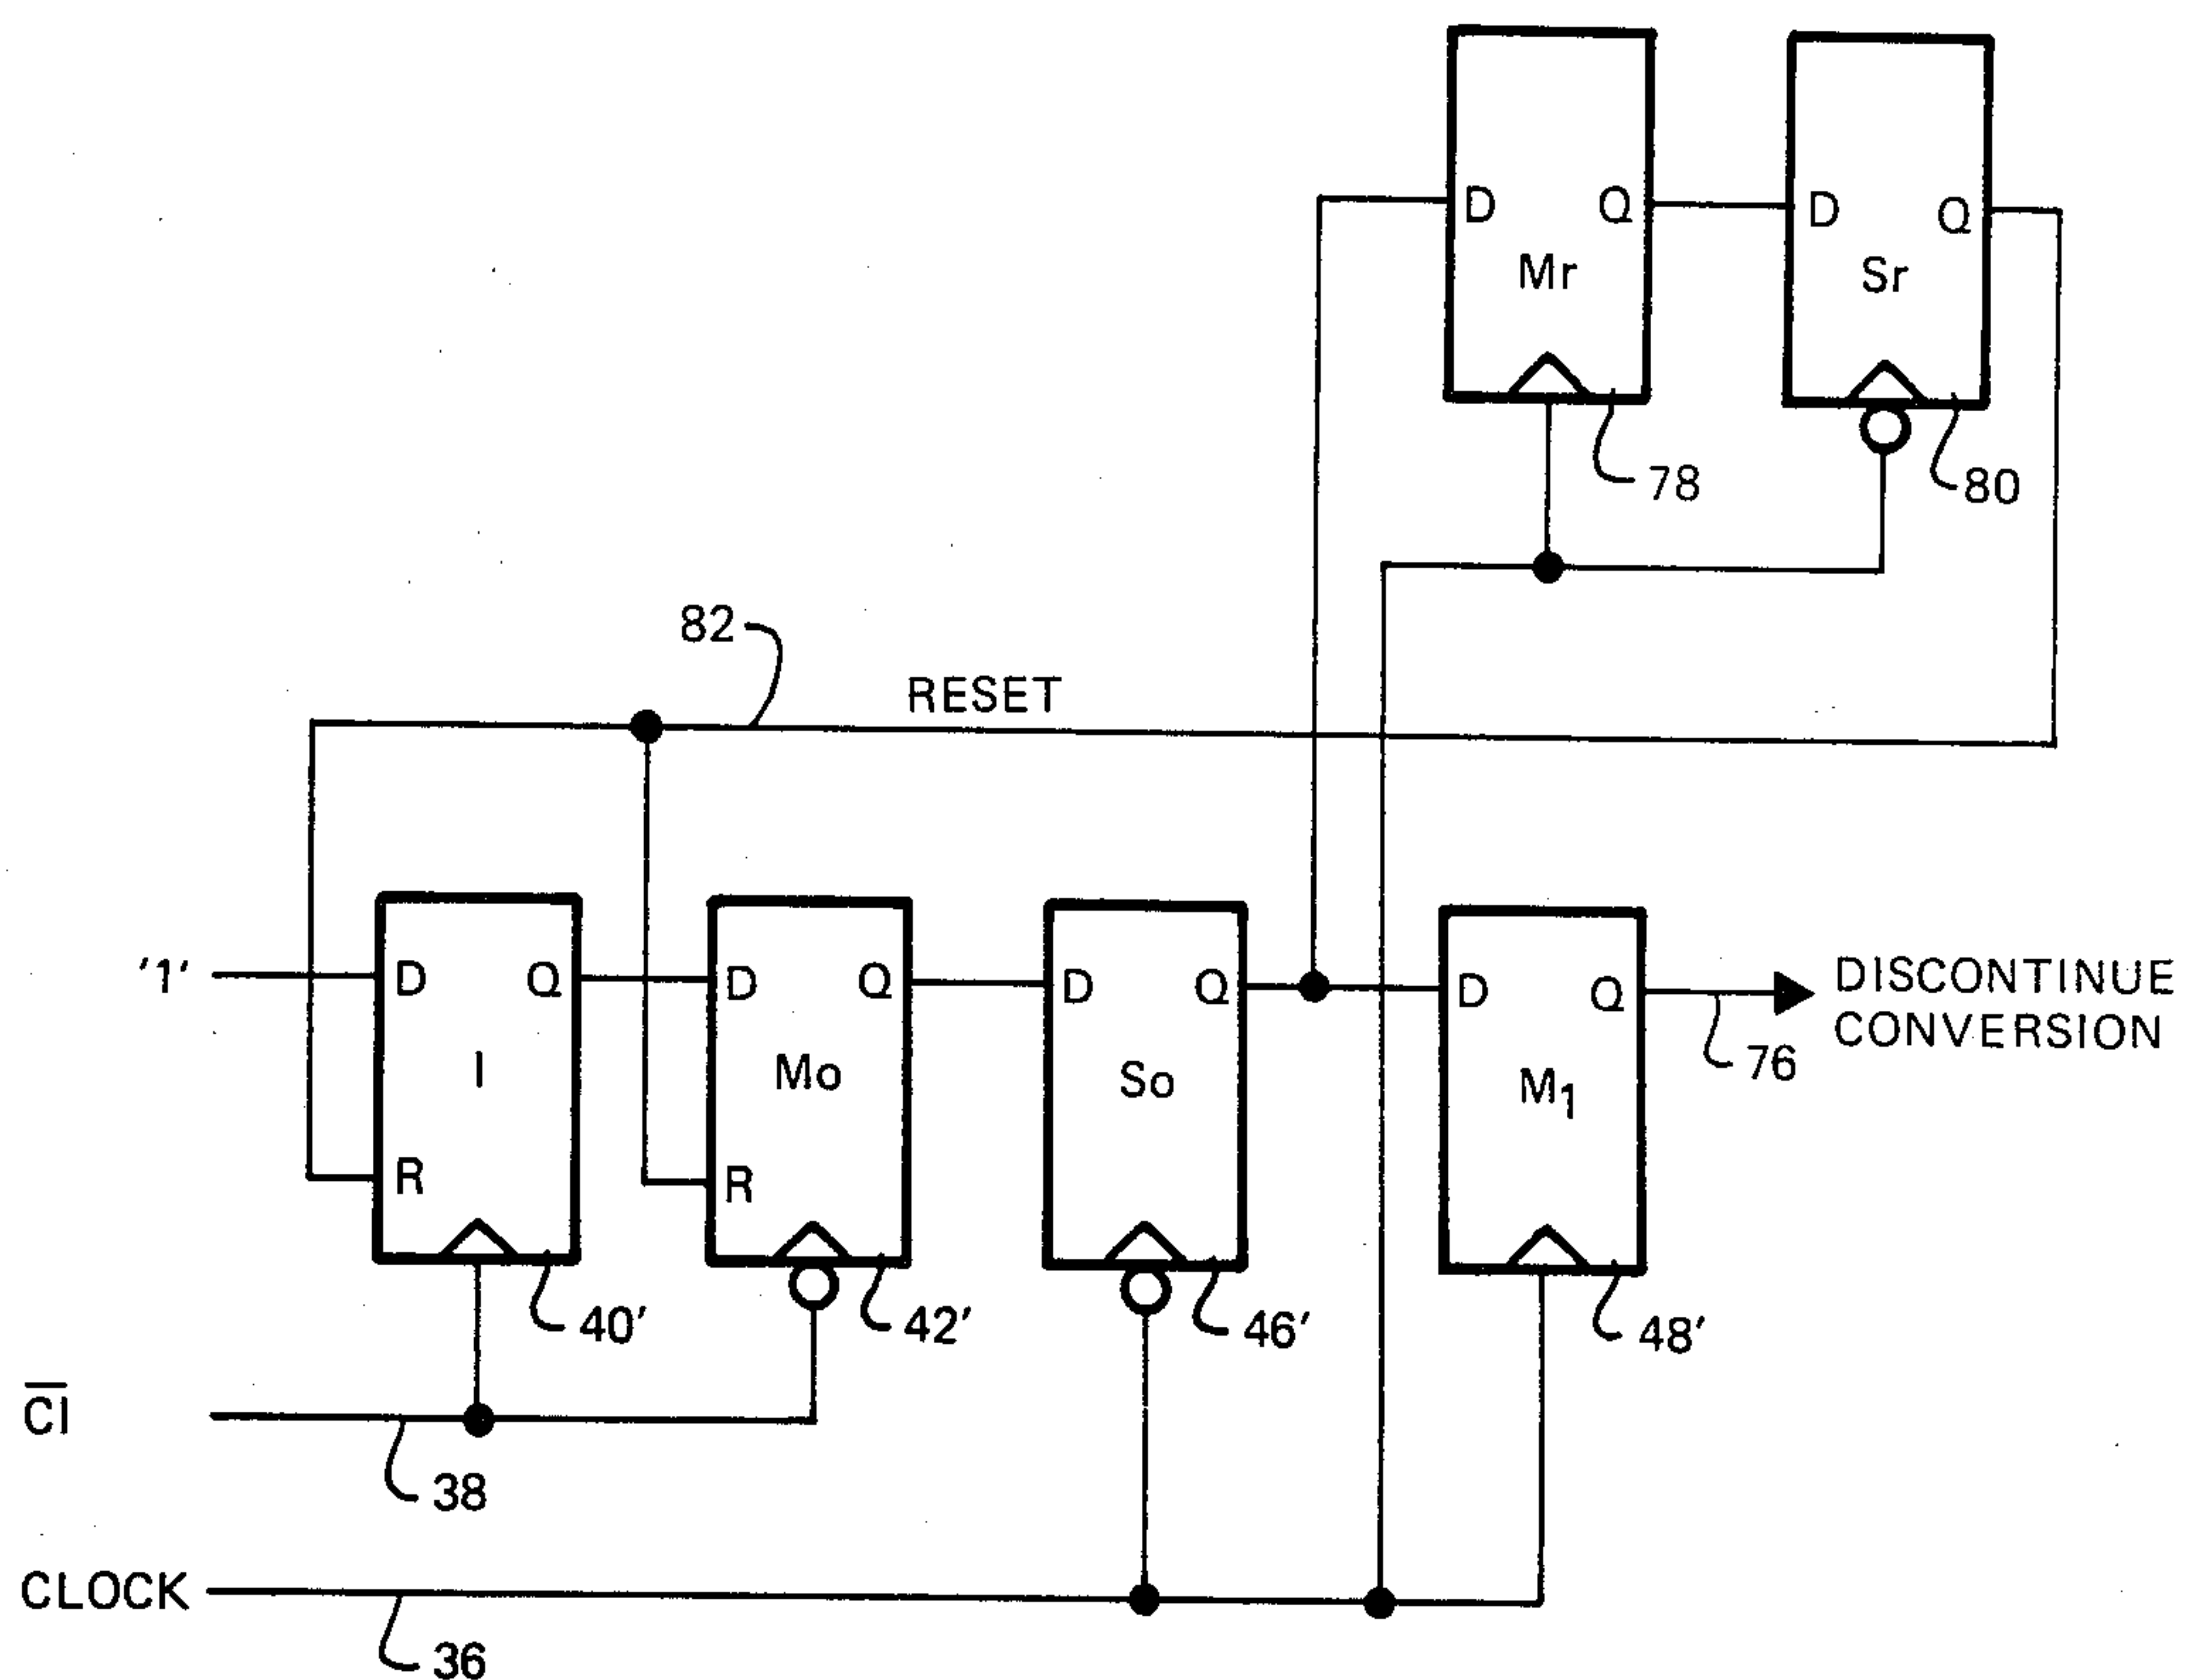 D Q
Mr
78
D Q
Sr
80
82
RESET
'1'
D Q
I
R
40'
D Q
Mo
R
42'
D Q
So
46'
D Q
M1
48'
DISCONTINUE
CONVERSION
76
C̅I̅
38
CLOCK
36